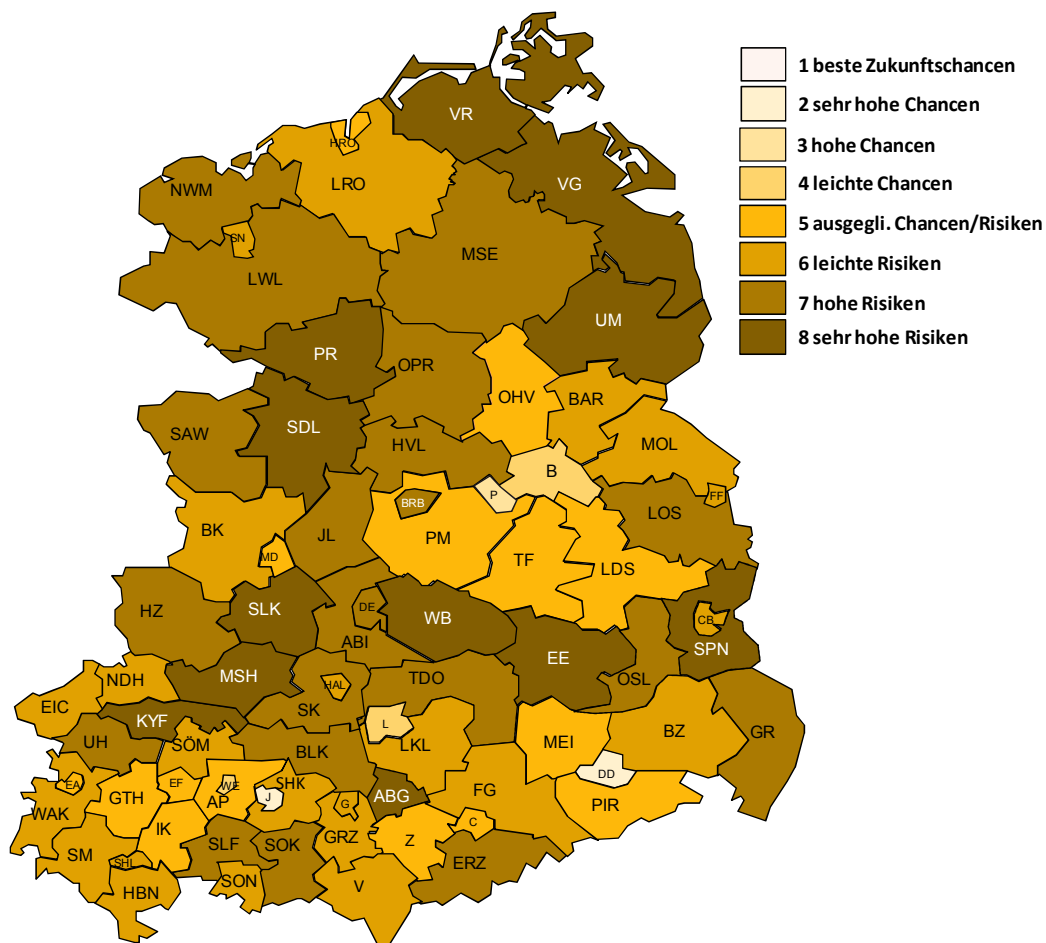 1 beste Zukunftschancen
2 sehr hohe Chancen
3 hohe Chancen
4 leichte Chancen
5 ausgegli. Chancen/Risiken
6 leichte Risiken
7 hohe Risiken
8 sehr hohe Risiken
VR
HRO
LRO
VG
NWM
SN
LWL
MSE
UM
PR
OPR
OHV
BAR
SAW
SDL
HVL
MOL
B
P
FF
BRB
LOS
BK
JL
PM
MD
TF
LDS
HZ
SLK
DE
WB
CB
ABI
SPN
EE
MSH
TDO
OSL
NDH
HAL
EIC
SK
KYF
L
UH
SÖM
BLK
LKL
MEI
BZ
GR
DD
EA
EF
WE
SHK
GTH
AP
J
ABG
FG
PIR
WAK
G
IK
C
GRZ
Z
SM
SHL
SLF
SOK
ERZ
HBN
SON
V